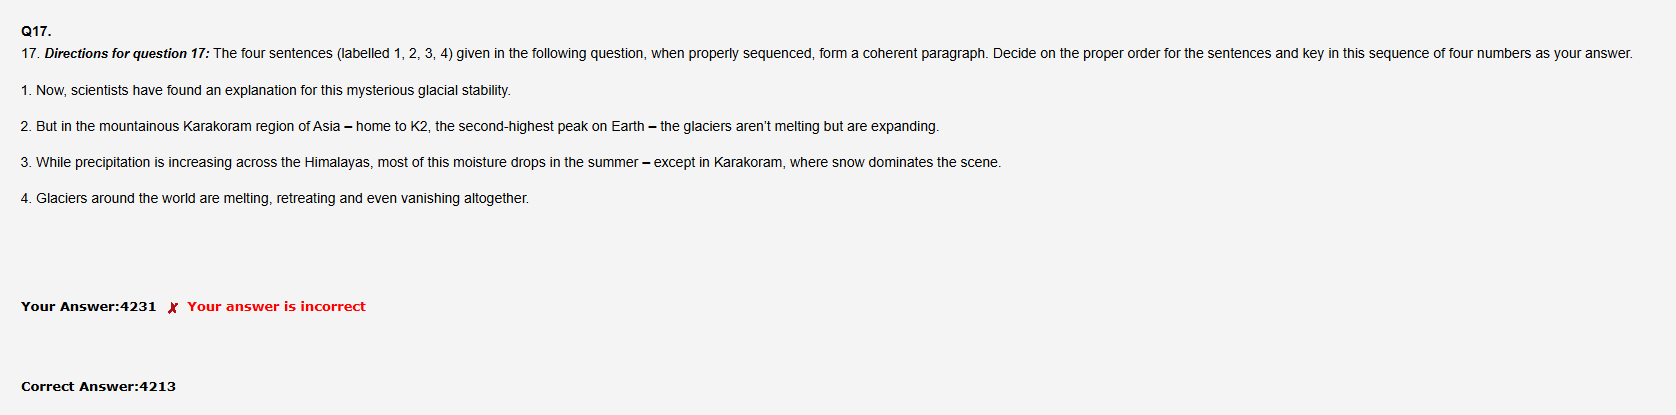 Q17.
17. Directions for question 17: The four sentences (labelled 1, 2, 3, 4) given in the following question, when properly sequenced, form a coherent paragraph. Decide on the proper order for the sentences and key in this sequence of four numbers as your answer.
1. Now, scientists have found an explanation for this mysterious glacial stability.
2. But in the mountainous Karakoram region of Asia – home to K2, the second-highest peak on Earth – the glaciers aren't melting but are expanding.
3. While precipitation is increasing across the Himalayas, most of this moisture drops in the summer – except in Karakoram, where snow dominates the scene.
4. Glaciers around the world are melting, retreating and even vanishing altogether.
Your Answer:4231 ✗ Your answer is incorrect
Correct Answer:4213